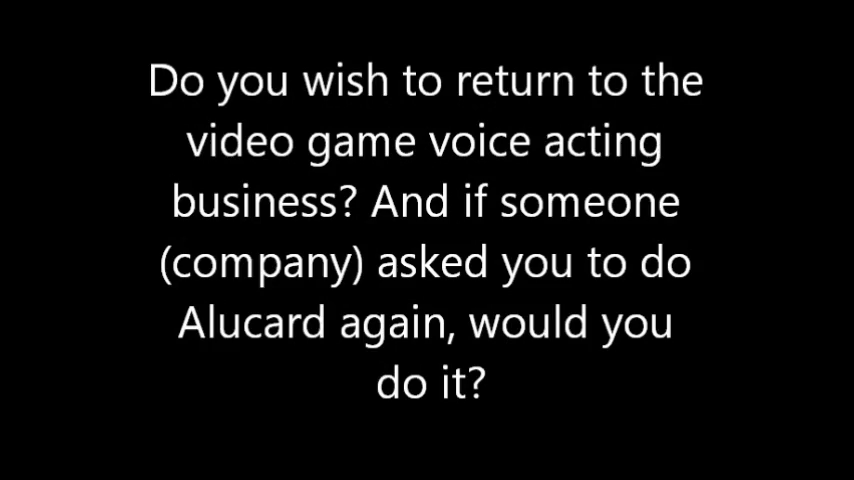 Do you wish to return to the
video game voice acting
business? And if someone
(company) asked you to do
Alucard again, would you
do it?